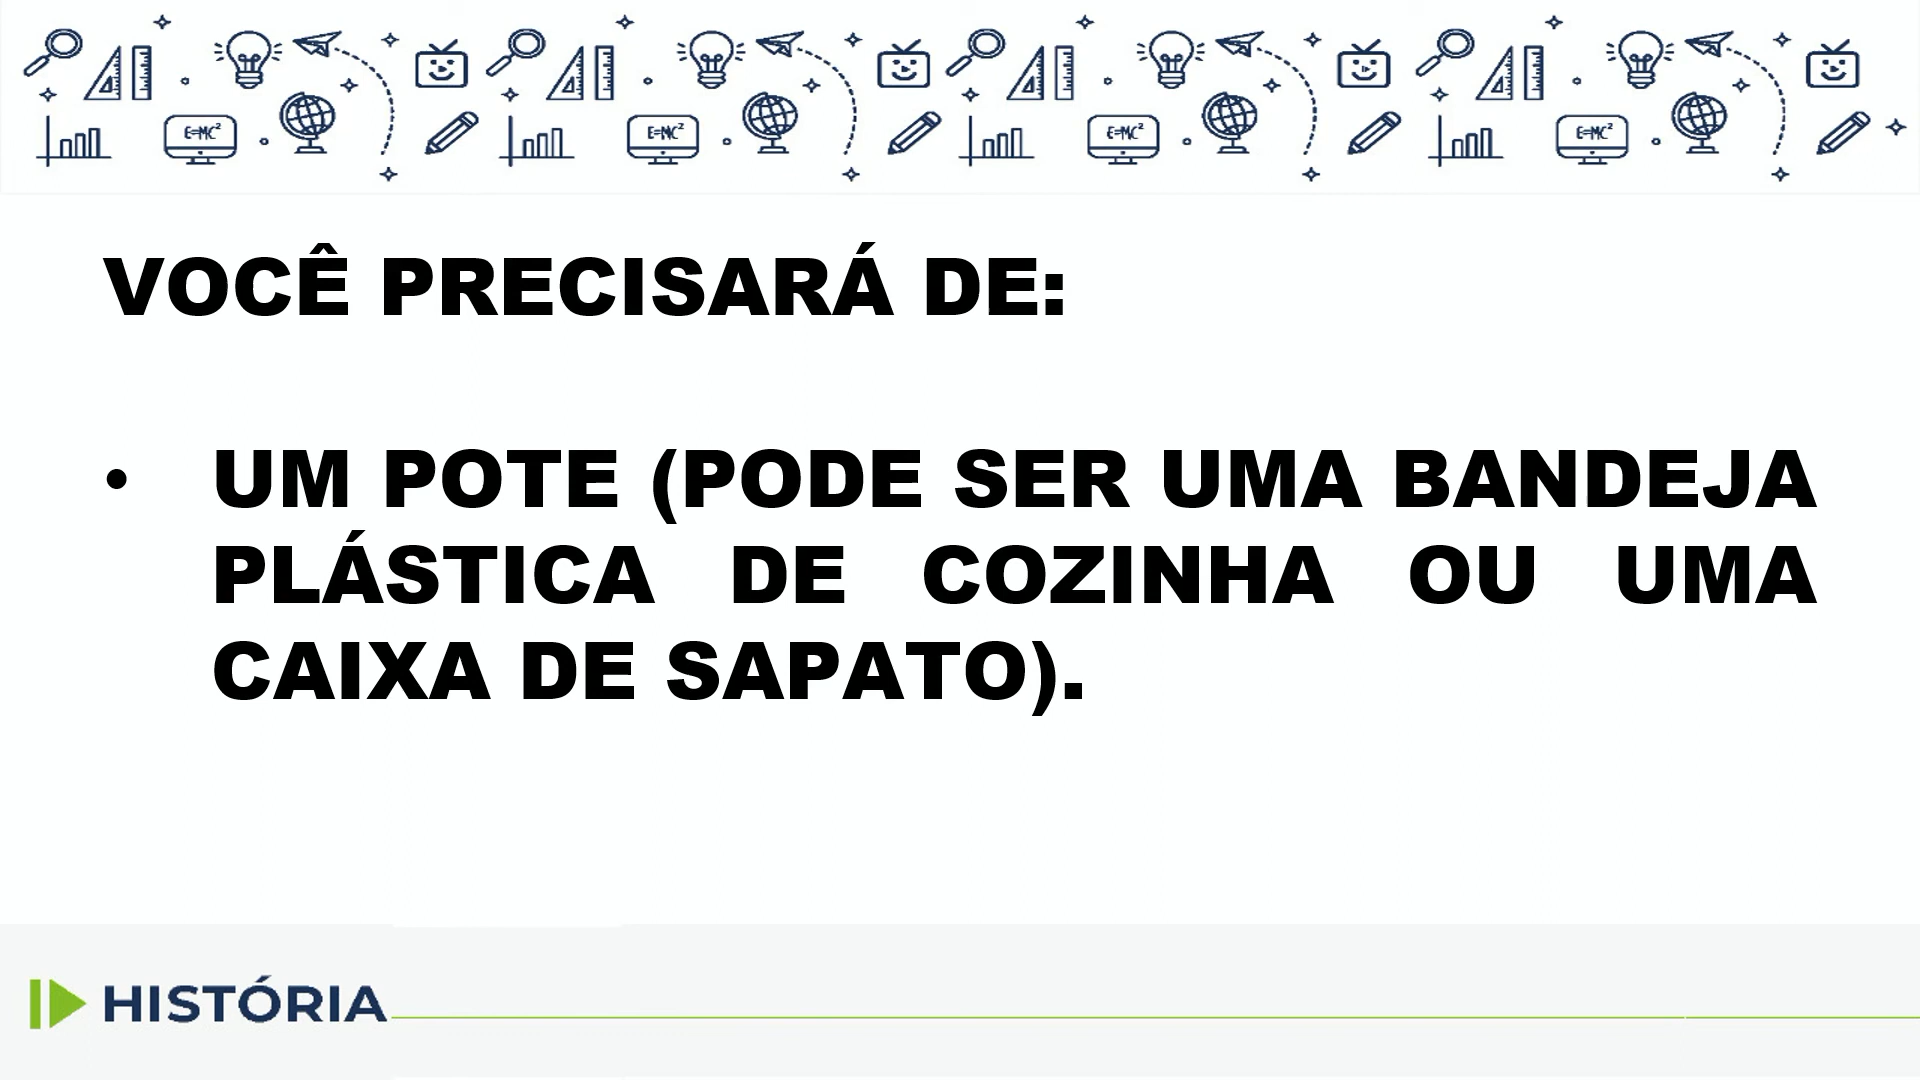 E=MC²
E=MC²
E=MC²
E=MC²
VOCÊ PRECISARÁ DE:
• UM POTE (PODE SER UMA BANDEJA
PLÁSTICA DE COZINHA OU UMA
CAIXA DE SAPATO).
HISTÓRIA